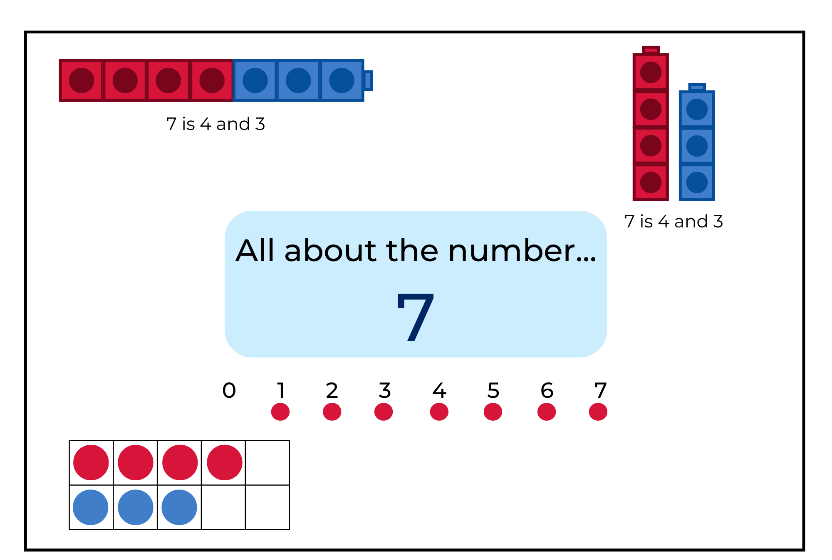 7 is 4 and 3
7 is 4 and 3
All about the number...
7
0 1 2 3 4 5 6 7